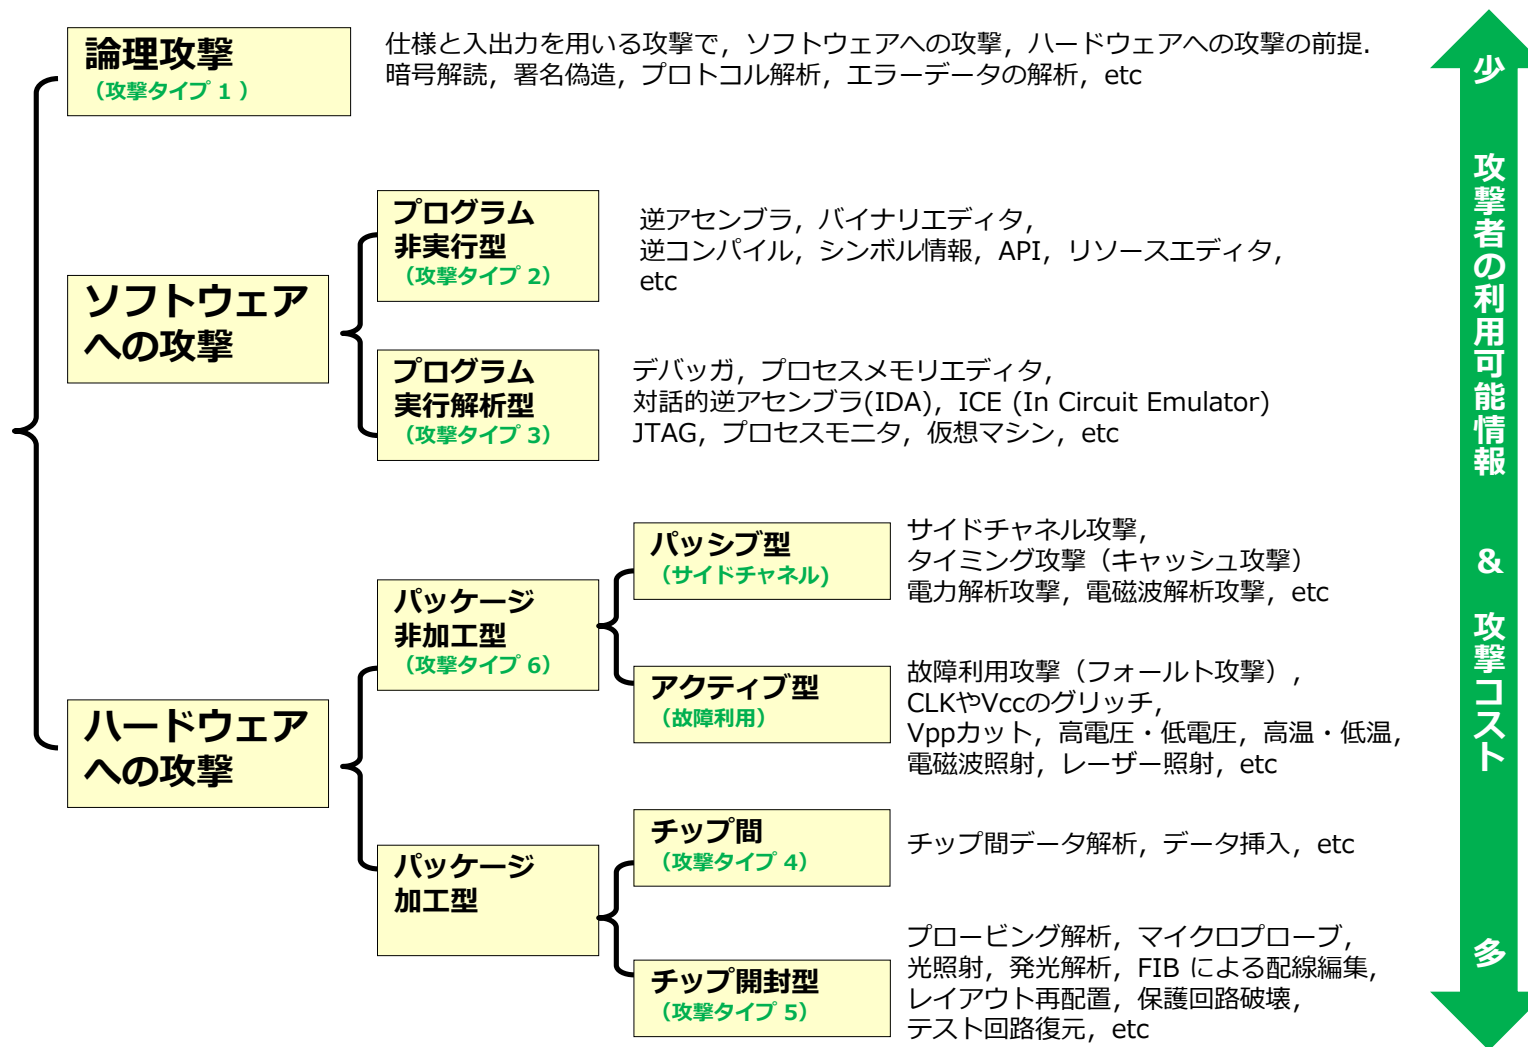 論理攻撃
（攻撃タイプ 1 ）
仕様と入出力を用いる攻撃で，ソフトウェアへの攻撃，ハードウェアへの攻撃の前提.
暗号解読，署名偽造，プロトコル解析，エラーデータの解析，etc
ソフトウェア
への攻撃
プログラム
非実行型
（攻撃タイプ 2）
逆アセンブラ，バイナリエディタ，
逆コンパイル，シンボル情報，API，リソースエディタ，
etc
プログラム
実行解析型
（攻撃タイプ 3）
デバッガ，プロセスメモリエディタ，
対話的逆アセンブラ(IDA)，ICE (In Circuit Emulator)
JTAG，プロセスモニタ，仮想マシン，etc
ハードウェア
への攻撃
パッケージ
非加工型
（攻撃タイプ 6）
パッシブ型
（サイドチャネル)
サイドチャネル攻撃，
タイミング攻撃（キャッシュ攻撃）
電力解析攻撃，電磁波解析攻撃，etc
アクティブ型
（故障利用）
故障利用攻撃（フォールト攻撃），
CLKやVccのグリッチ，
Vppカット，高電圧・低電圧，高温・低温，
電磁波照射，レーザー照射，etc
パッケージ
加工型
チップ間
（攻撃タイプ 4）
チップ間データ解析，データ挿入，etc
チップ開封型
（攻撃タイプ 5）
プロービング解析，マイクロプローブ，
光照射，発光解析，FIB による配線編集，
レイアウト再配置，保護回路破壊，
テスト回路復元，etc
少 攻撃者の利用可能情報 & 攻撃コスト 多